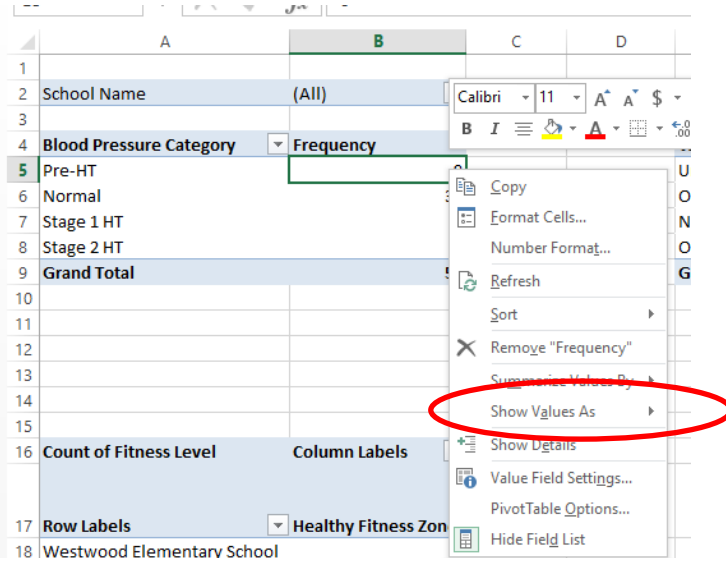 A B C D
1
2 School Name (All)
3
4 Blood Pressure Category Frequency
5 Pre-HT
6 Normal
7 Stage 1 HT
8 Stage 2 HT
9 Grand Total
10
11
12
13
14
15
16 Count of Fitness Level Column Labels
17 Row Labels Healthy Fitness Zon
18 Westwood Elementary School
Calibri 11 A A $
B I A .00
Copy
Format Cells...
Number Format...
Refresh
Sort
Remove "Frequency"
Summarize Values By
Show Values As
Show Details
Value Field Settings...
PivotTable Options...
Hide Field List
U
O
N
O
G